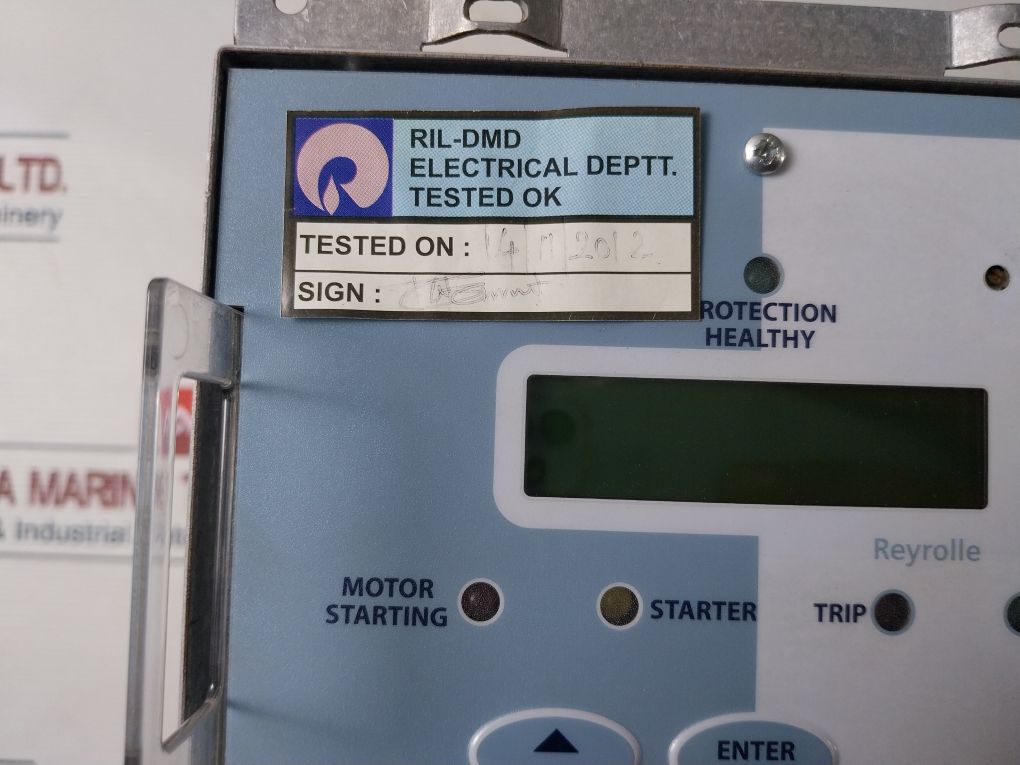 LTD.
RIL-DMD
ELECTRICAL DEPTT.
TESTED OK
TESTED ON : 14 11 2012
SIGN :
ROTECTION
HEALTHY
A MARIN
& Industrial
Reyrolle
MOTOR
STARTING
STARTER
TRIP
ENTER